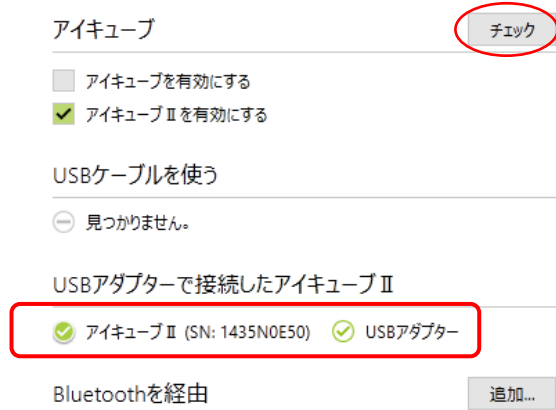 アイキューブ チェック
アイキューブを有効にする
アイキューブⅡを有効にする
USBケーブルを使う
見つかりません。
USBアダプターで接続したアイキューブⅡ
アイキューブⅡ (SN: 1435N0E50) USBアダプター
Bluetoothを経由 追加...